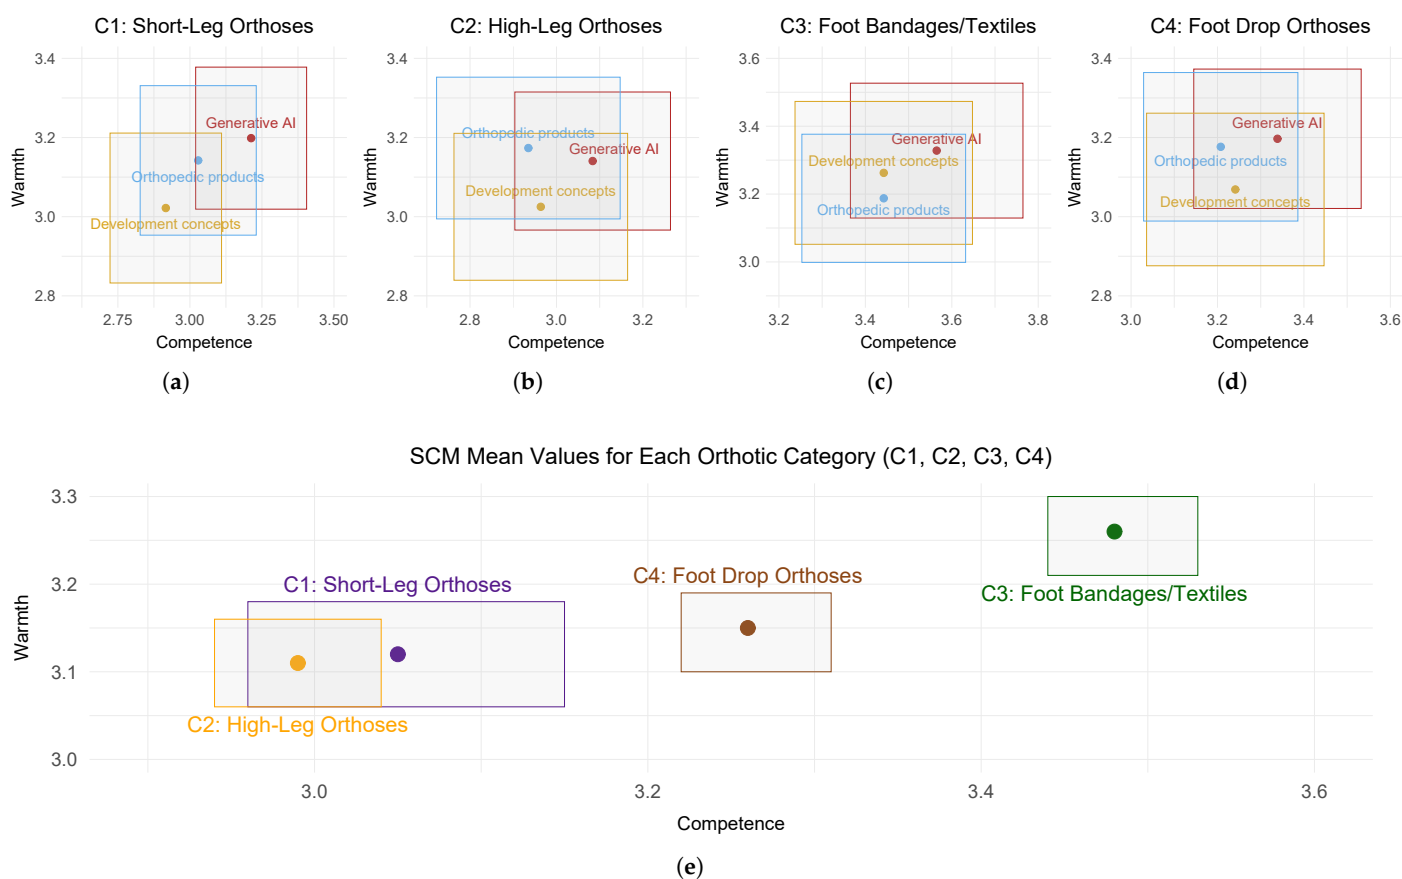 C1: Short-Leg Orthoses
3.4
3.2
3.0
2.8
Warmth
Generative AI
Orthopedic products
Development concepts
2.75
3.00
3.25
3.50
Competence
(a)
C2: High-Leg Orthoses
3.4
3.2
3.0
2.8
Warmth
Orthopedic products
Generative AI
Development concepts
2.8
3.0
3.2
Competence
(b)
C3: Foot Bandages/Textiles
3.6
3.4
3.2
3.0
Warmth
Generative AI
Development concepts
Orthopedic products
3.2
3.4
3.6
3.8
Competence
(c)
C4: Foot Drop Orthoses
3.4
3.2
3.0
2.8
Warmth
Generative AI
Orthopedic products
Development concepts
3.0
3.2
3.4
3.6
Competence
(d)
SCM Mean Values for Each Orthotic Category (C1, C2, C3, C4)
3.3
3.2
3.1
3.0
Warmth
C1: Short-Leg Orthoses
C4: Foot Drop Orthoses
C3: Foot Bandages/Textiles
C2: High-Leg Orthoses
3.0
3.2
3.4
3.6
Competence
(e)